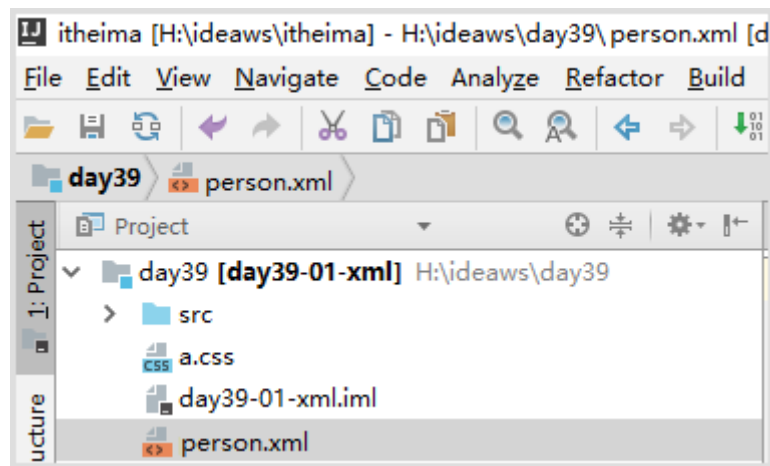 itheima [H:\ideaws\itheima] - H:\ideaws\day39\person.xml [d
File Edit View Navigate Code Analyze Refactor Build
day39 person.xml
Project
1: Project
day39 [day39-01-xml] H:\ideaws\day39
src
CSS a.css
day39-01-xml.iml
person.xml
ucture